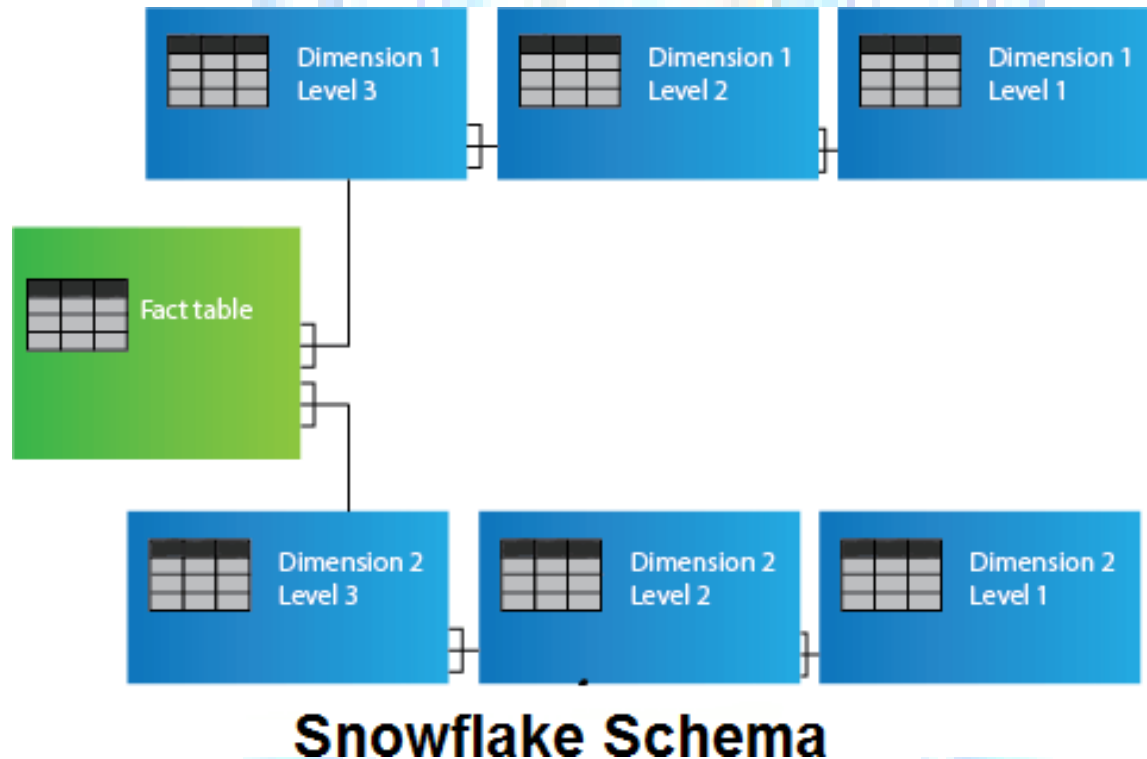 Dimension 1
Level 3
Dimension 1
Level 2
Dimension 1
Level 1
Fact table
Dimension 2
Level 3
Dimension 2
Level 2
Dimension 2
Level 1
Snowflake Schema